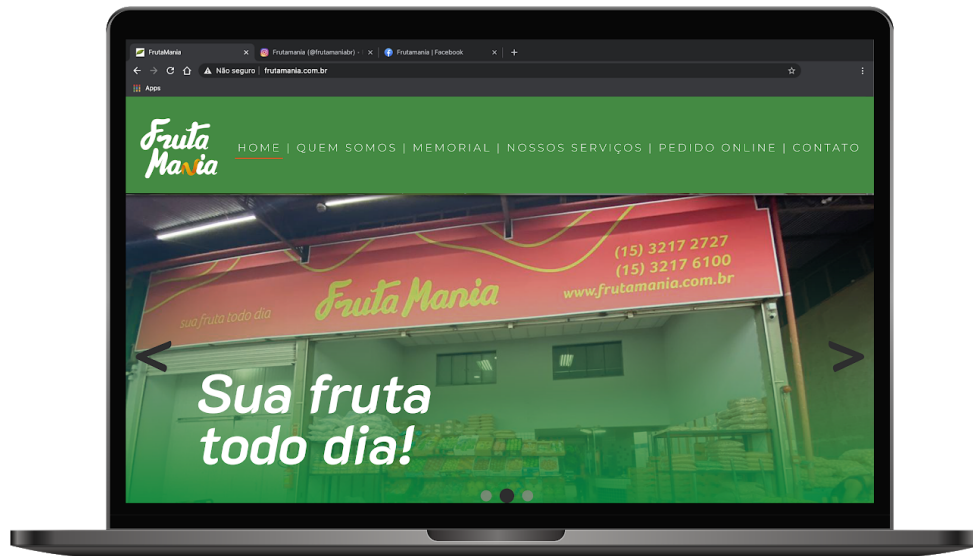 FrutaMania
Frutamania (@frutamaniabr) -
Frutamania | Facebook
Não seguro | frutamania.com.br
Apps
Fruta
Mania
HOME | QUEM SOMOS | MEMORIAL | NOSSOS SERVIÇOS | PEDIDO ONLINE | CONTATO
(15) 3217 2727
(15) 3217 6100
www.frutamania.com.br
sua fruta todo dia
Fruta Mania
Sua fruta
todo dia!